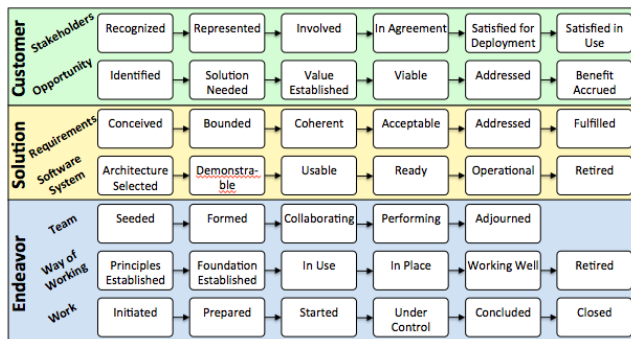 Customer
Stakeholders
Recognized
Represented
Involved
In Agreement
Satisfied for
Deployment
Satisfied in
Use
Opportunity
Identified
Solution
Needed
Value
Established
Viable
Addressed
Benefit
Accrued
Solution
Requirements
Conceived
Bounded
Coherent
Acceptable
Addressed
Fulfilled
Software
System
Architecture
Selected
Demonstra-
ble
Usable
Ready
Operational
Retired
Endeavor
Team
Seeded
Formed
Collaborating
Performing
Adjourned
Way of
Working
Principles
Established
Foundation
Established
In Use
In Place
Working Well
Retired
Work
Initiated
Prepared
Started
Under
Control
Concluded
Closed